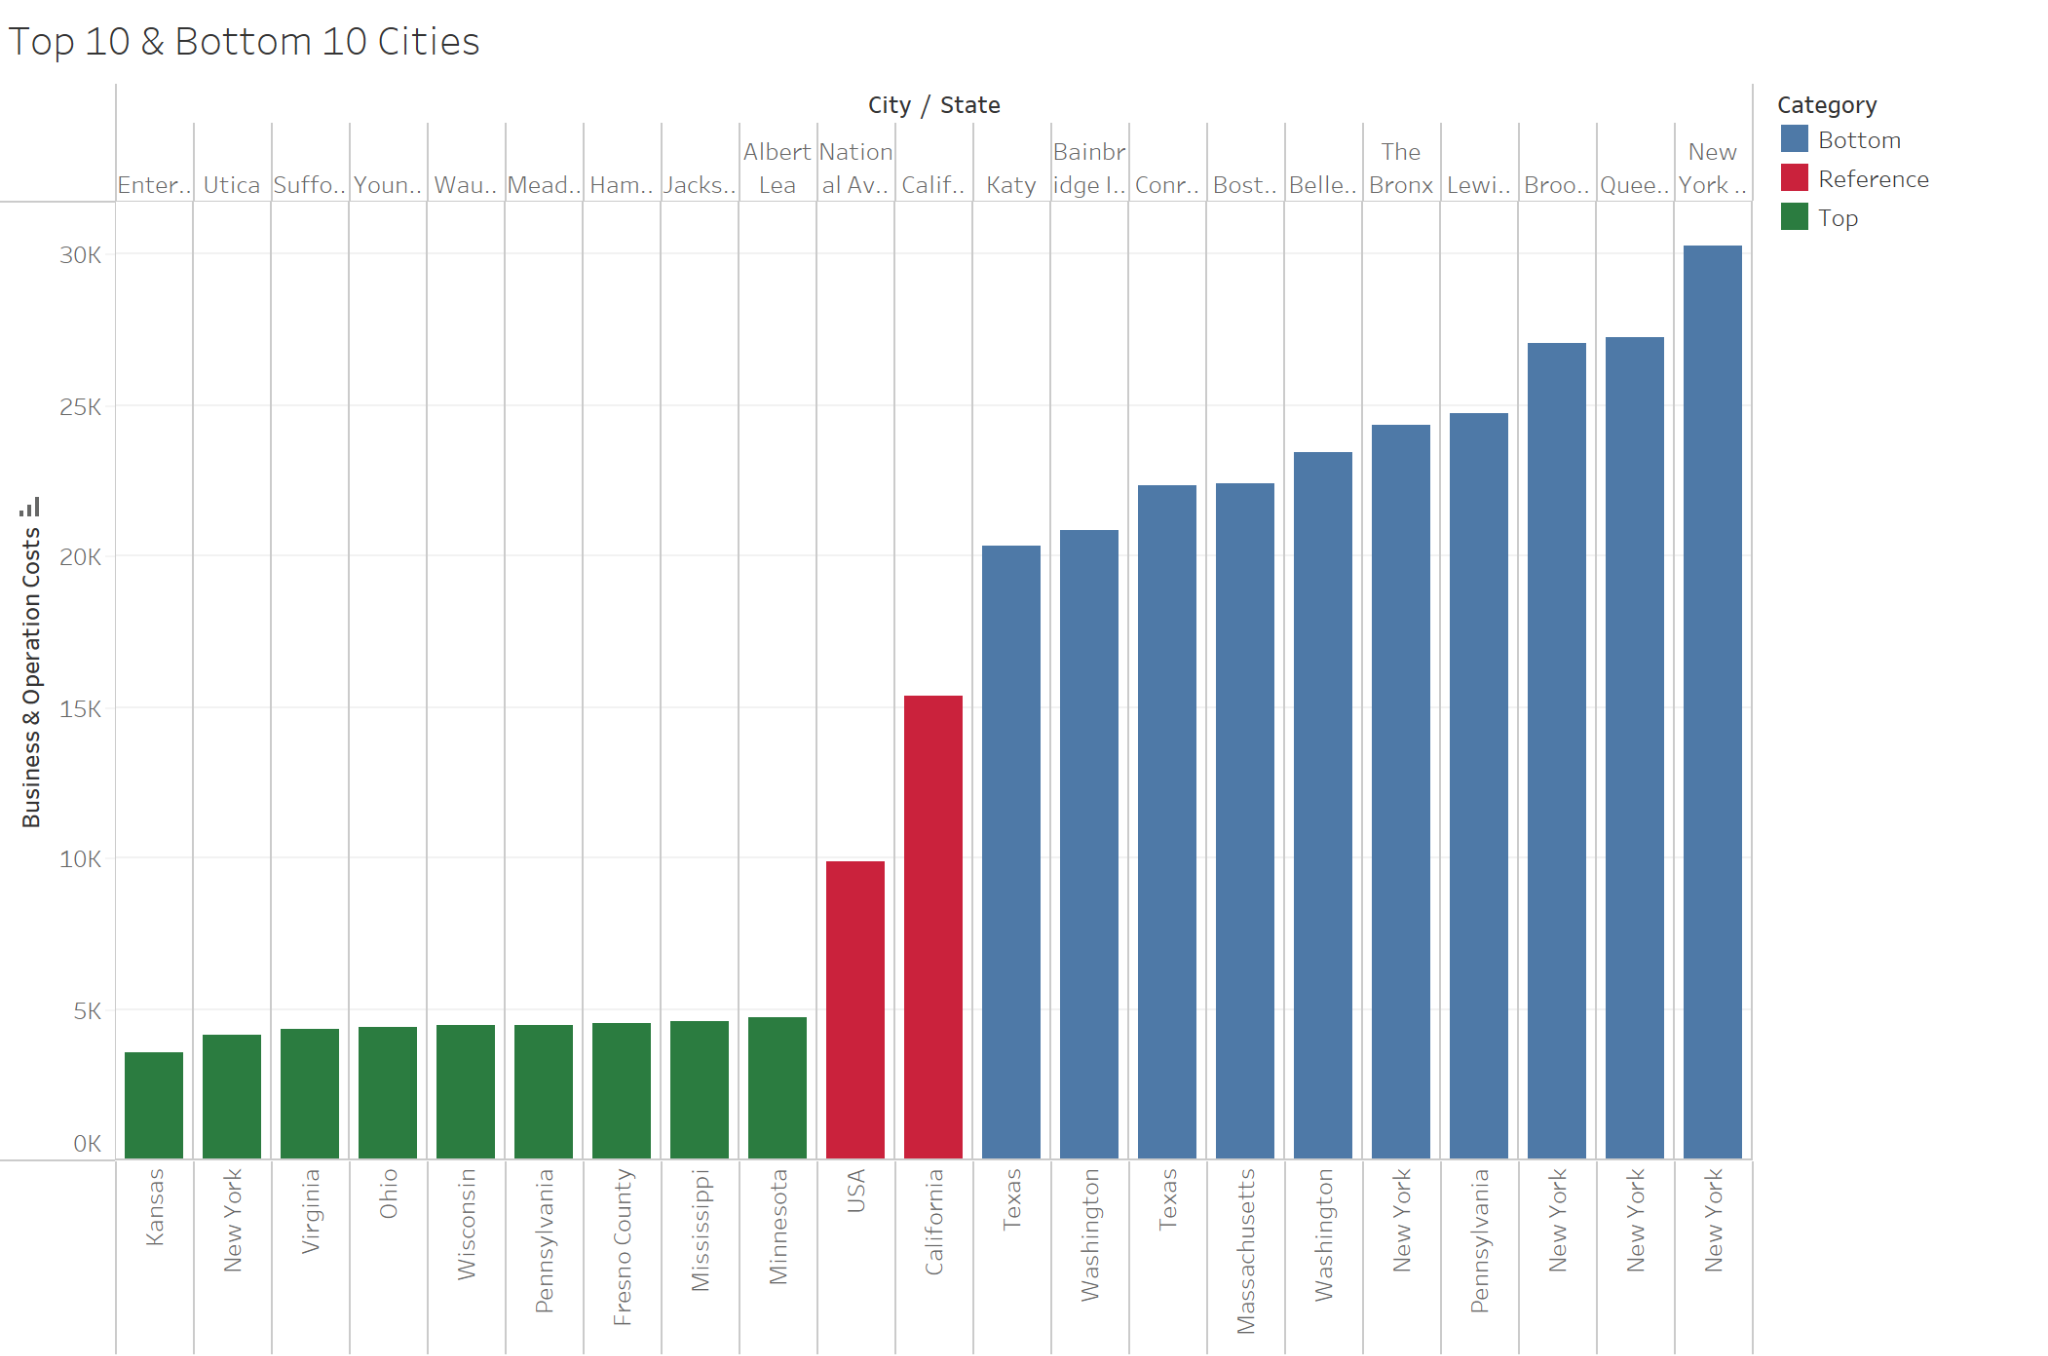 Top 10 & Bottom 10 Cities
City / State
Enter..
Utica
Suffo..
Youn..
Wau..
Mead..
Ham..
Jacks..
Albert
Lea
Nation
al Av..
Calif..
Katy
Bainbr
idge I..
Conr..
Bost..
Belle..
The
Bronx
Lewi..
Broo..
Quee..
New
York ..
Category
Bottom
Reference
Top
Business & Operation Costs
30K
25K
20K
15K
10K
5K
0K
Kansas
New York
Virginia
Ohio
Wisconsin
Pennsylvania
Fresno County
Mississippi
Minnesota
USA
California
Texas
Washington
Texas
Massachusetts
Washington
New York
Pennsylvania
New York
New York
New York